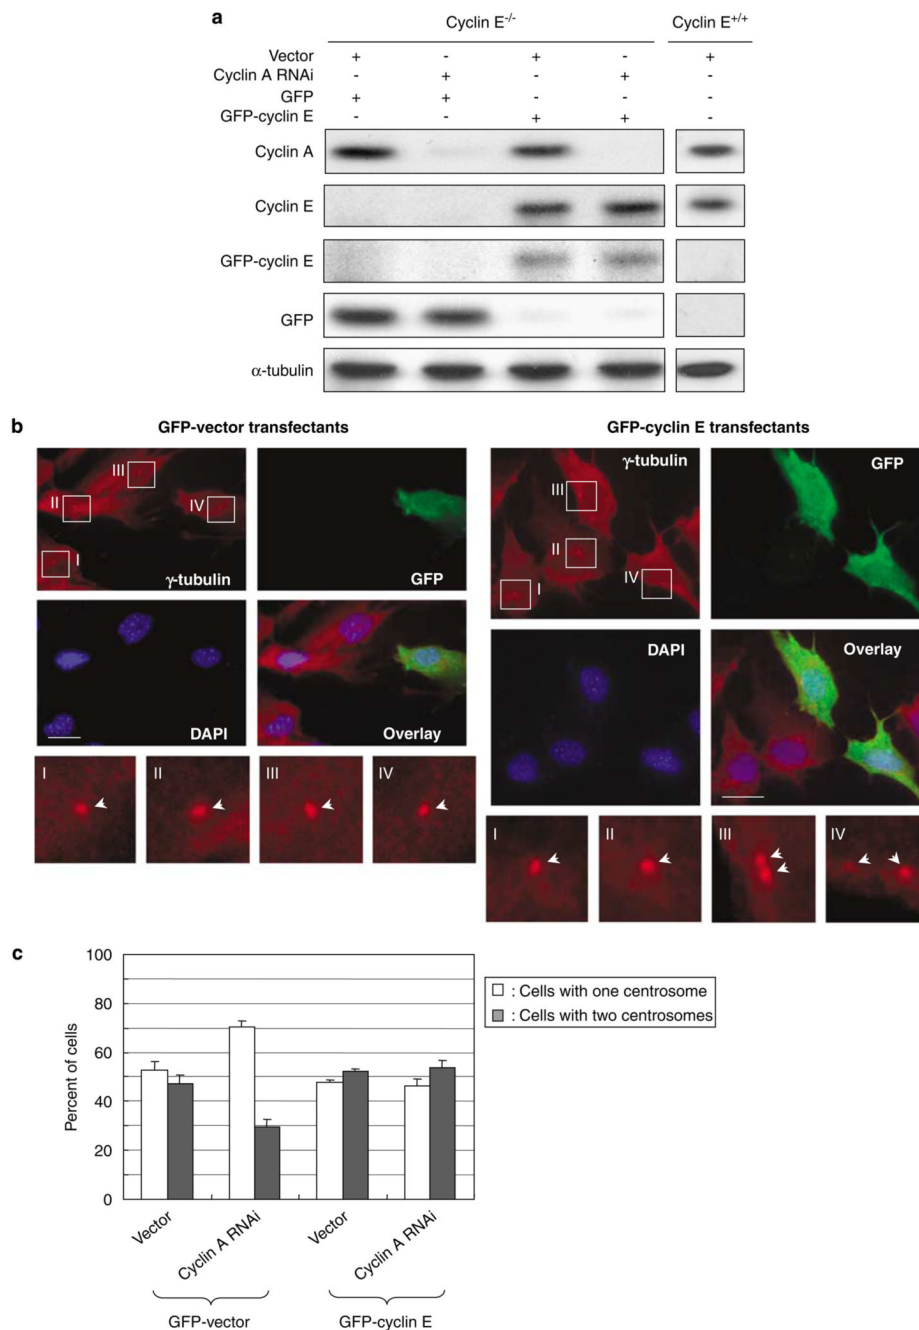 a
Cyclin E-/- Cyclin E+/+
Vector + - + - +
Cyclin A RNAi - + - + -
GFP + + - - -
GFP-cyclin E - - + + -
Cyclin A
Cyclin E
GFP-cyclin E
GFP
α-tubulin
b
GFP-vector transfectants
III
II
IV
I
γ-tubulin
GFP
DAPI
Overlay
I II III IV
GFP-cyclin E transfectants
γ-tubulin
GFP
III
II
IV
I
DAPI
Overlay
I II III IV
c
100
80
60
40
20
0
Percent of cells
: Cells with one centrosome
: Cells with two centrosomes
Vector
Cyclin A RNAi
Vector
Cyclin A RNAi
GFP-vector
GFP-cyclin E